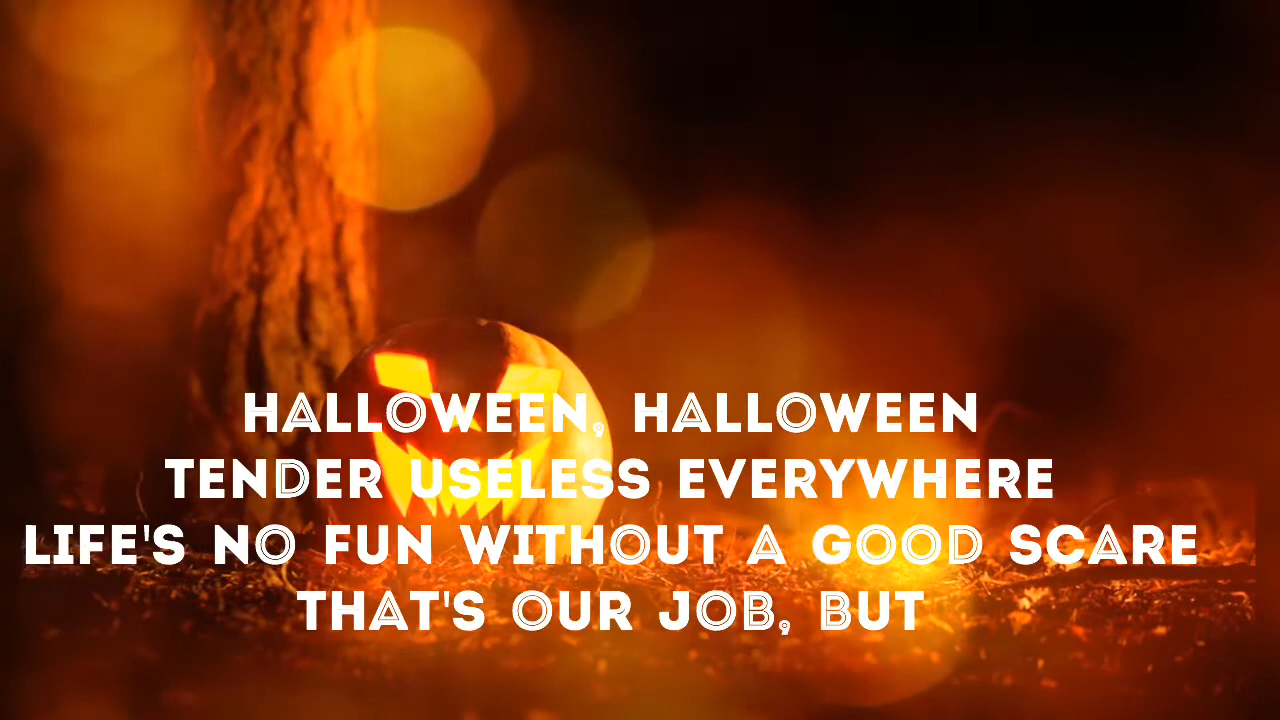 HALLOWEEN, HALLOWEEN
TENDER USELESS EVERYWHERE
LIFE'S NO FUN WITHOUT A GOOD SCARE
THAT'S OUR JOB, BUT